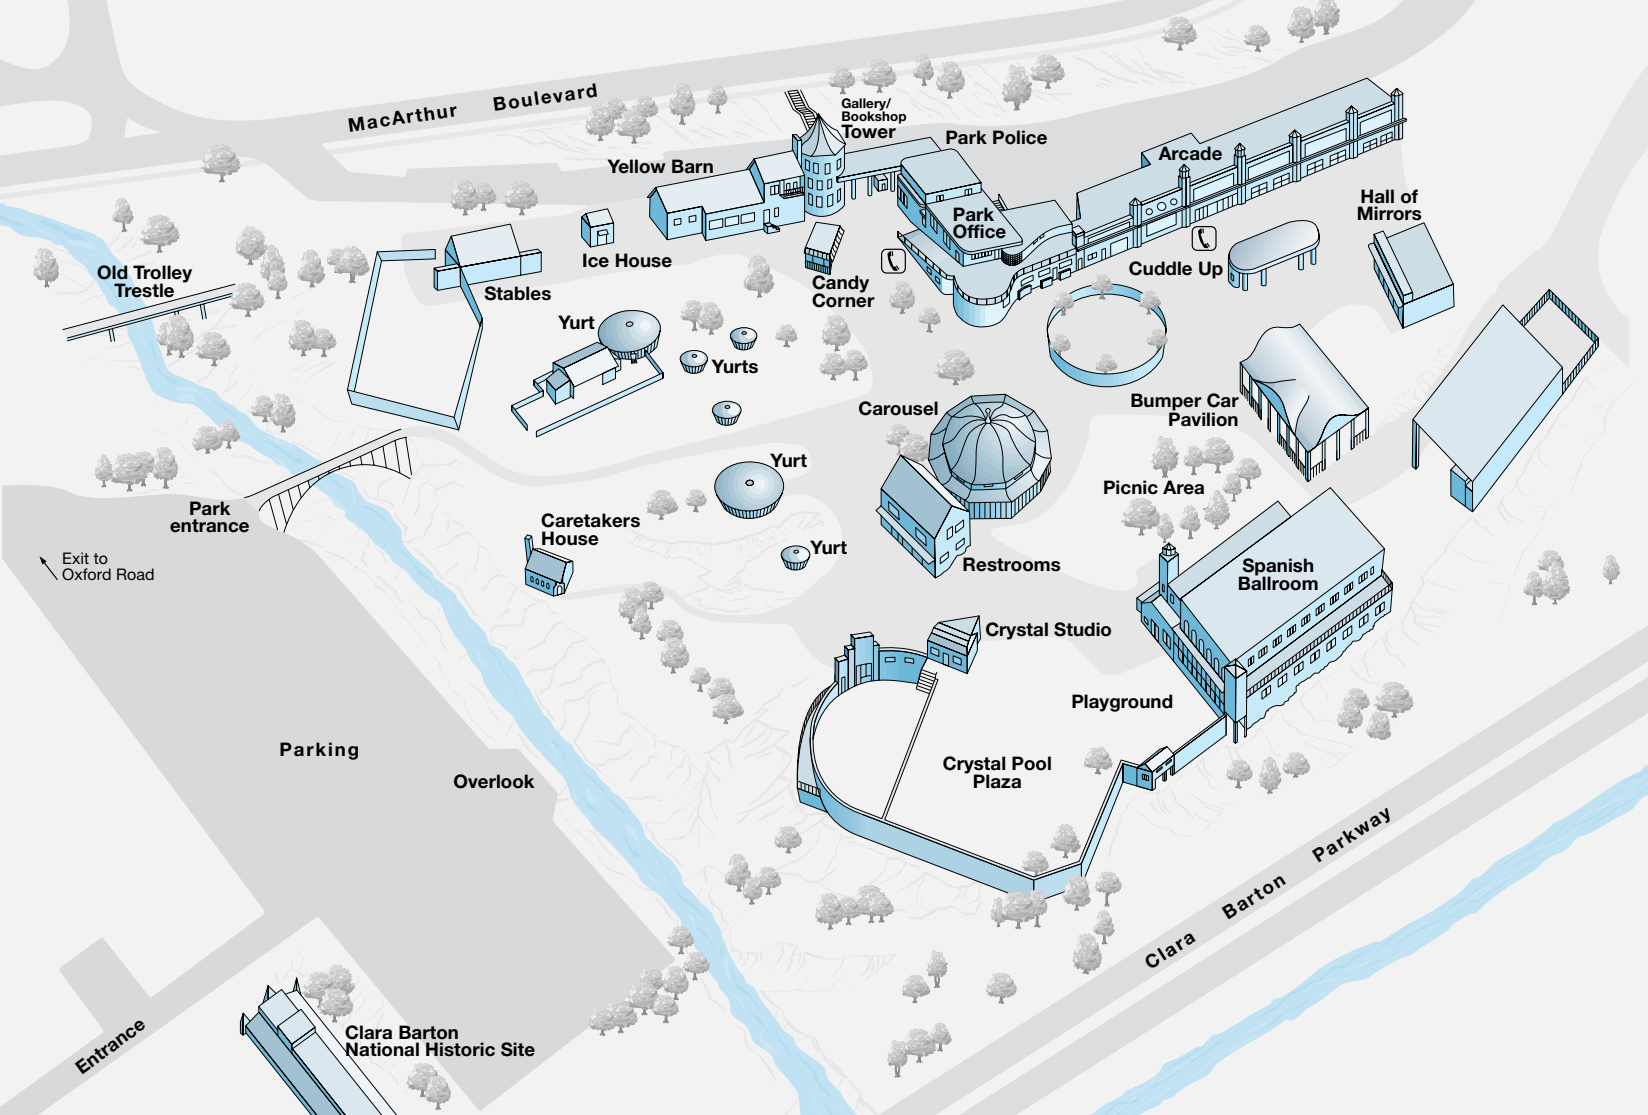 MacArthur Boulevard
Gallery/
Bookshop
Tower
Park Police
Yellow Barn
Arcade
Hall of
Mirrors
Park
Office
Ice House
Cuddle Up
Old Trolley
Trestle
Stables
Candy
Corner
Yurt
Yurts
Carousel
Bumper Car
Pavilion
Yurt
Picnic Area
Park
entrance
Caretakers
House
Yurt
Exit to
Oxford Road
Restrooms
Spanish
Ballroom
Crystal Studio
Playground
Parking
Overlook
Crystal Pool
Plaza
Clara Barton Parkway
Clara Barton
National Historic Site
Entrance